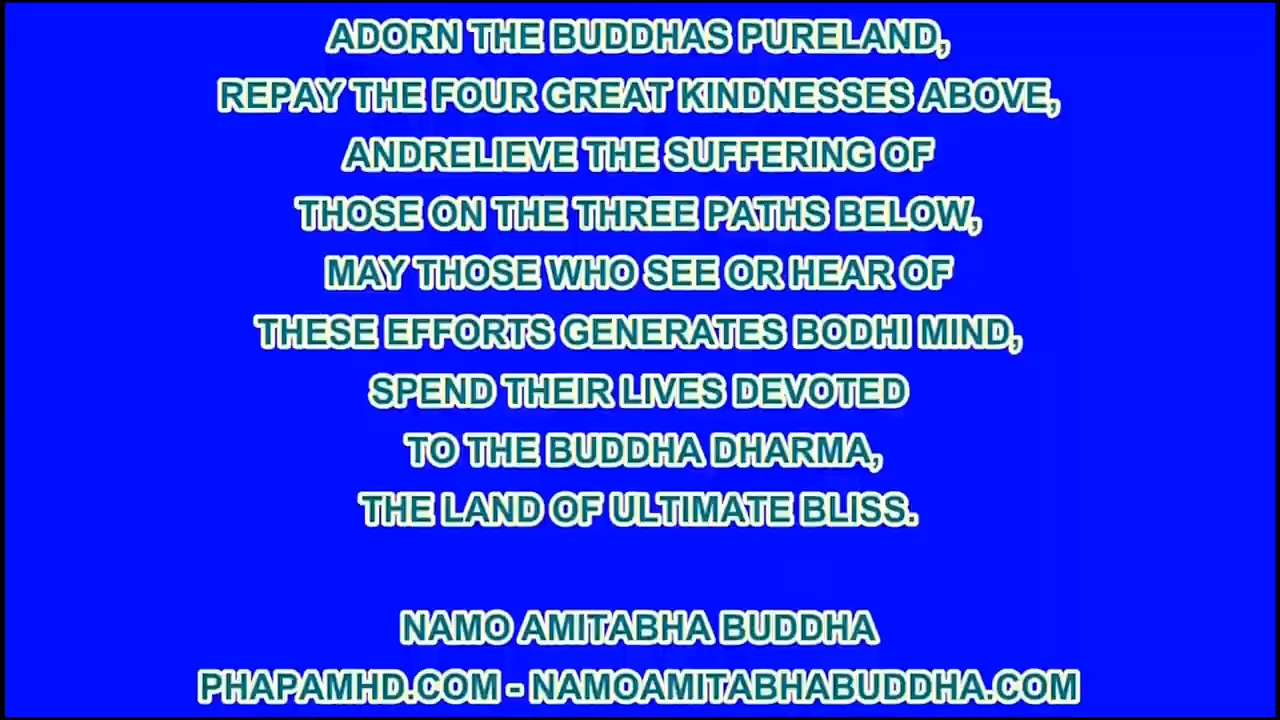 ADORN THE BUDDHAS PURELAND,
REPAY THE FOUR GREAT KINDNESSES ABOVE,
ANDRELIEVE THE SUFFERING OF
THOSE ON THE THREE PATHS BELOW,
MAY THOSE WHO SEE OR HEAR OF
THESE EFFORTS GENERATES BODHI MIND,
SPEND THEIR LIVES DEVOTED
TO THE BUDDHA DHARMA,
THE LAND OF ULTIMATE BLISS.
NAMO AMITABHA BUDDHA
PHAPAMHD.COM - NAMOAMITABHABUDDHA.COM